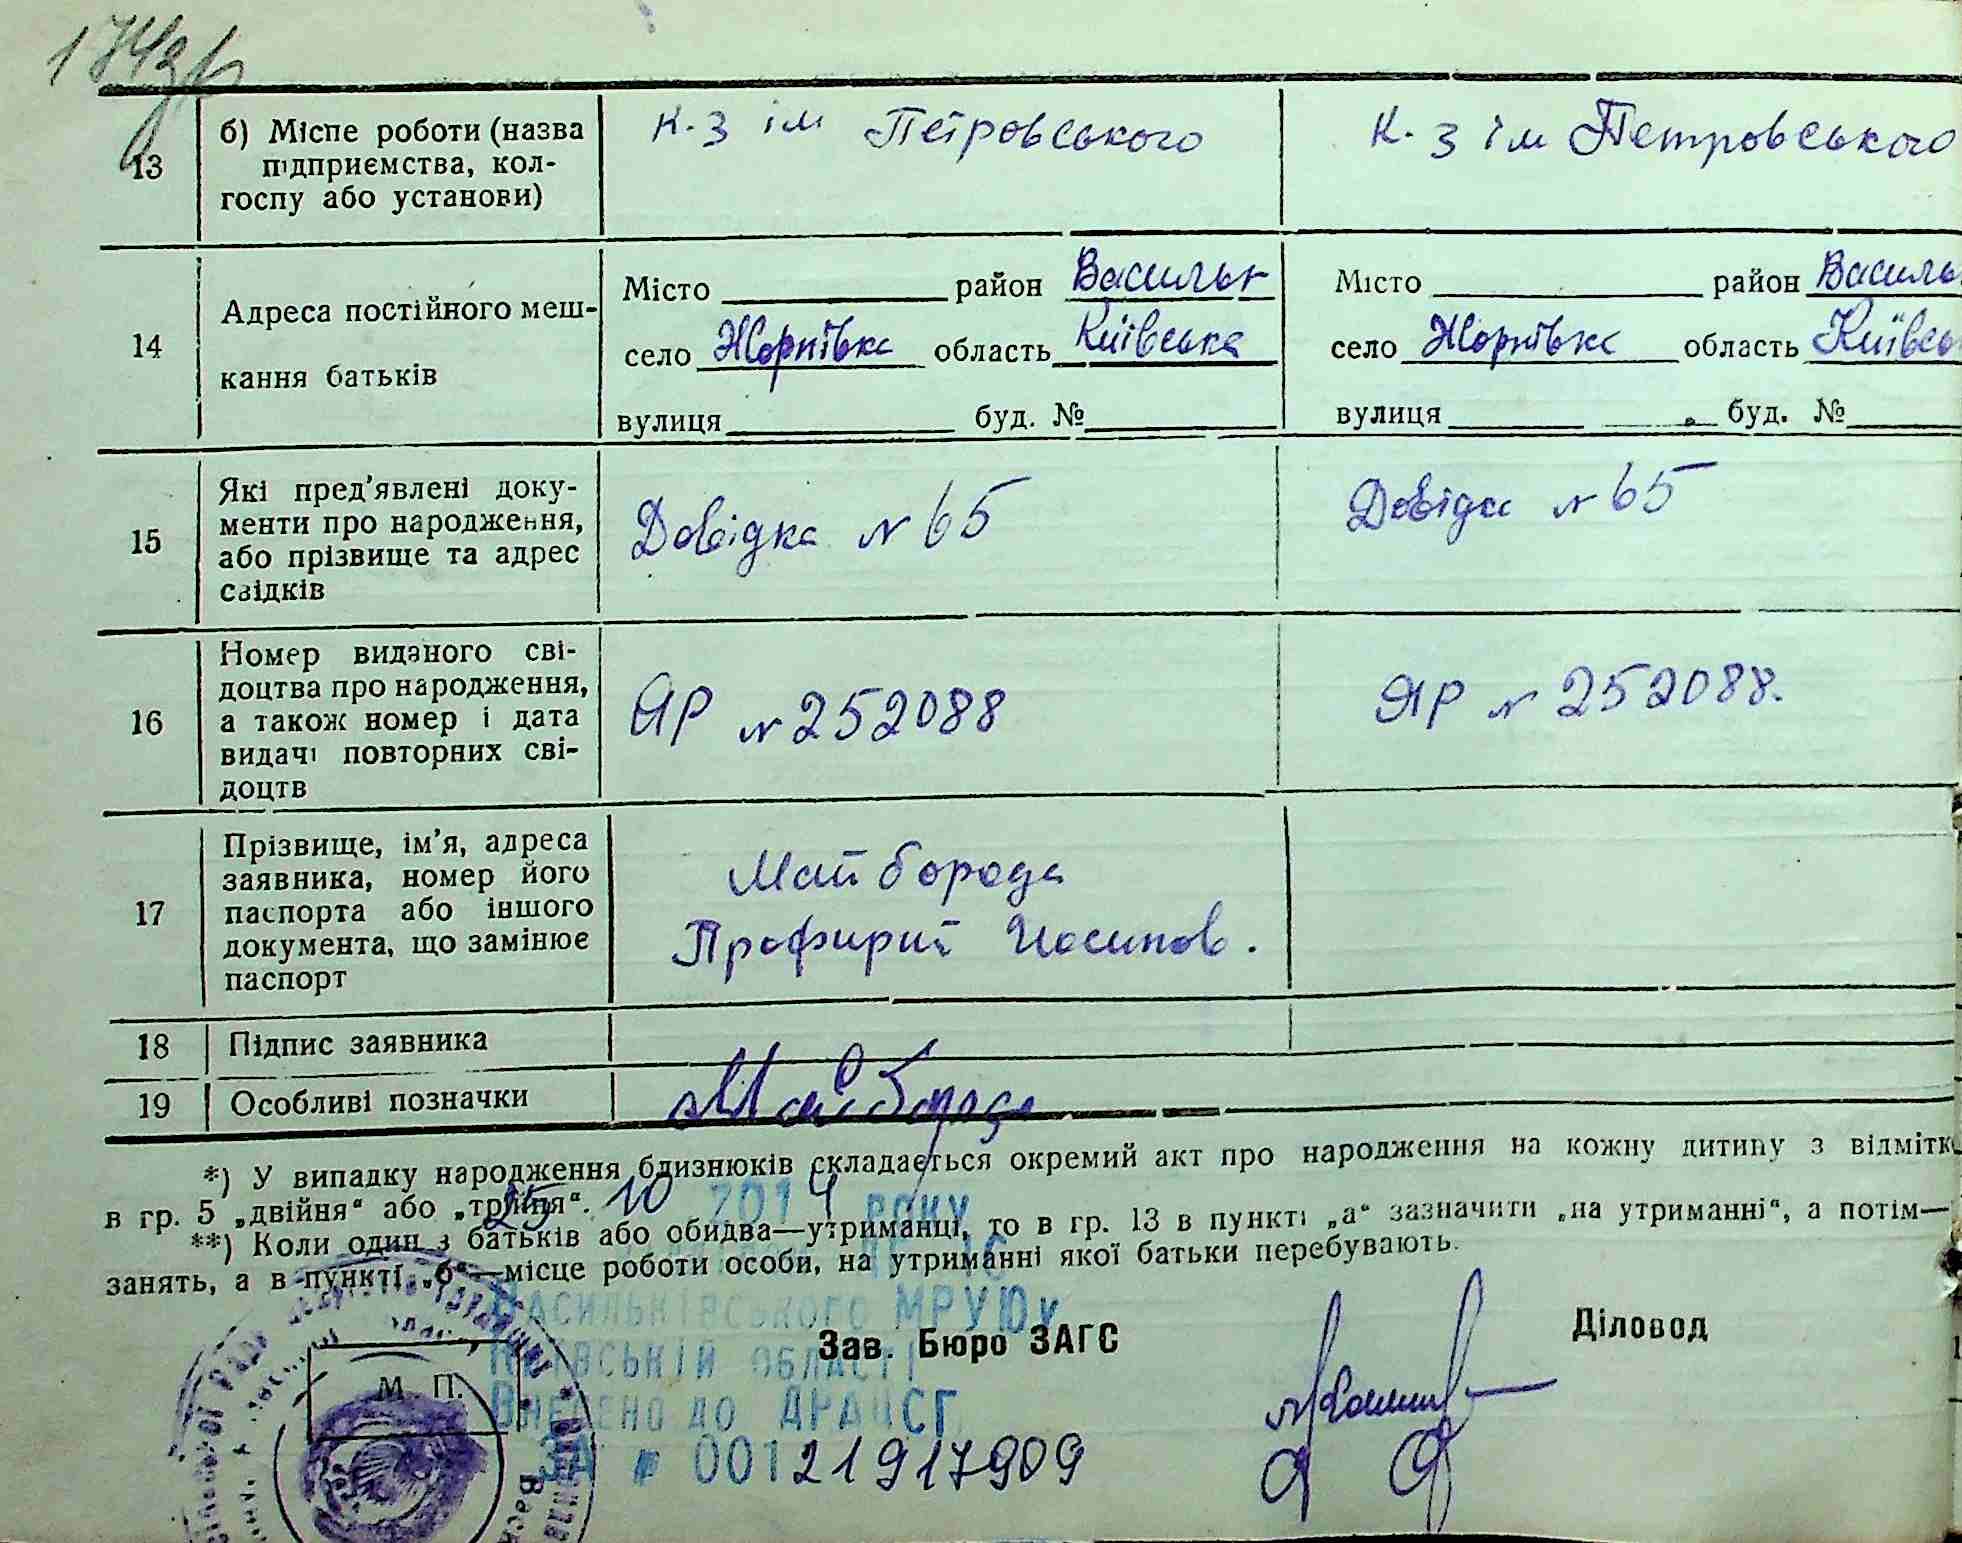 174
13
б) Місце роботи (назва
підприємства, кол-
госпу або установи)
к-з ім Петровського
к-з ім Петровського
14
Адреса постійного меш-
кання батьків
Місто район Васильк
село Жорнівка область Київська
вулиця буд. №
Місто район Василь
село Жорнівка область Київсь
вулиця буд. №
15
Які пред'явлені доку-
менти про народження,
або прізвище та адрес
свідків
Довідка N 65
Довідка N 65
16
Номер виданого сві-
доцтва про народження,
а також номер і дата
видачі повторних сві-
доцтв
ЯР N 252088
ЯР N 252088.
17
Прізвище, ім'я, адреса
заявника, номер його
паспорта або іншого
документа, що замінює
паспорт
Майборода
Профирий Иосипов.
18
Підпис заявника
19
Особливі позначки
Майборода
*) У випадку народження близнюків складається окремий акт про народження на кожну дитину з відмітк
в гр. 5 „двійня“ або „трійня“.
25 10 2014 року
**) Коли один з батьків або обидва—утриманці, то в гр. 13 в пункті „а“ зазначити „на утриманні“, а потім—
занять, а в пункті „б“—місце роботи особи, на утриманні якої батьки перебувають.
Васильківського МРУЮ у
Київській області
Внесено до ДРАЦСГ
ЗА № 00121917909
Зав. Бюро ЗАГС
Діловод
М. П.